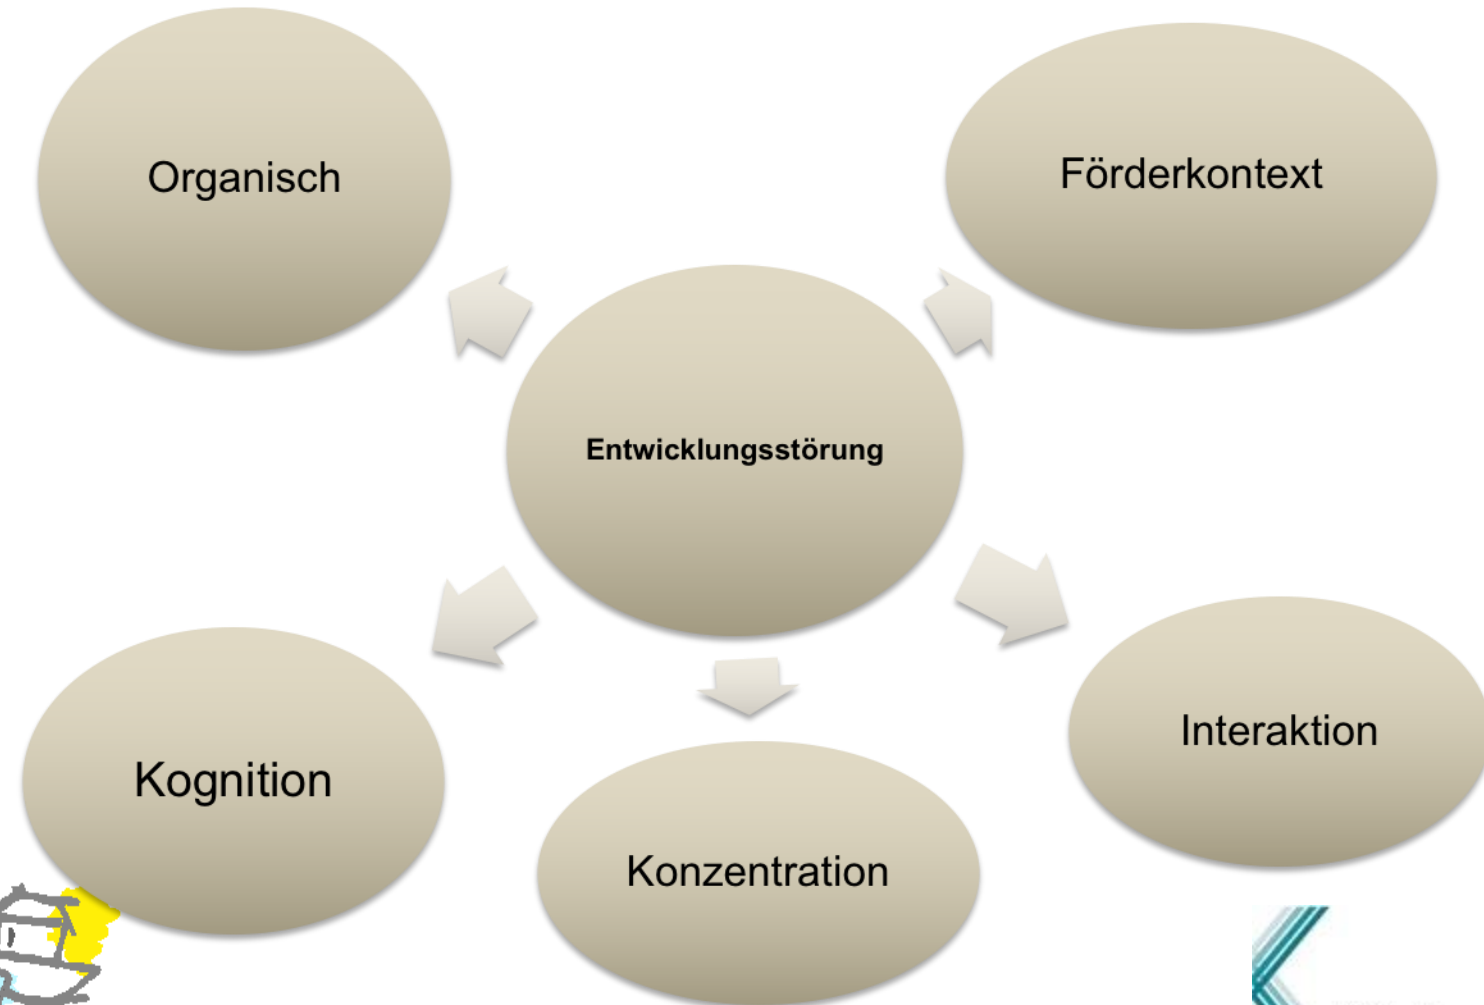 Organisch
Förderkontext
Entwicklungsstörung
Interaktion
Kognition
Konzentration